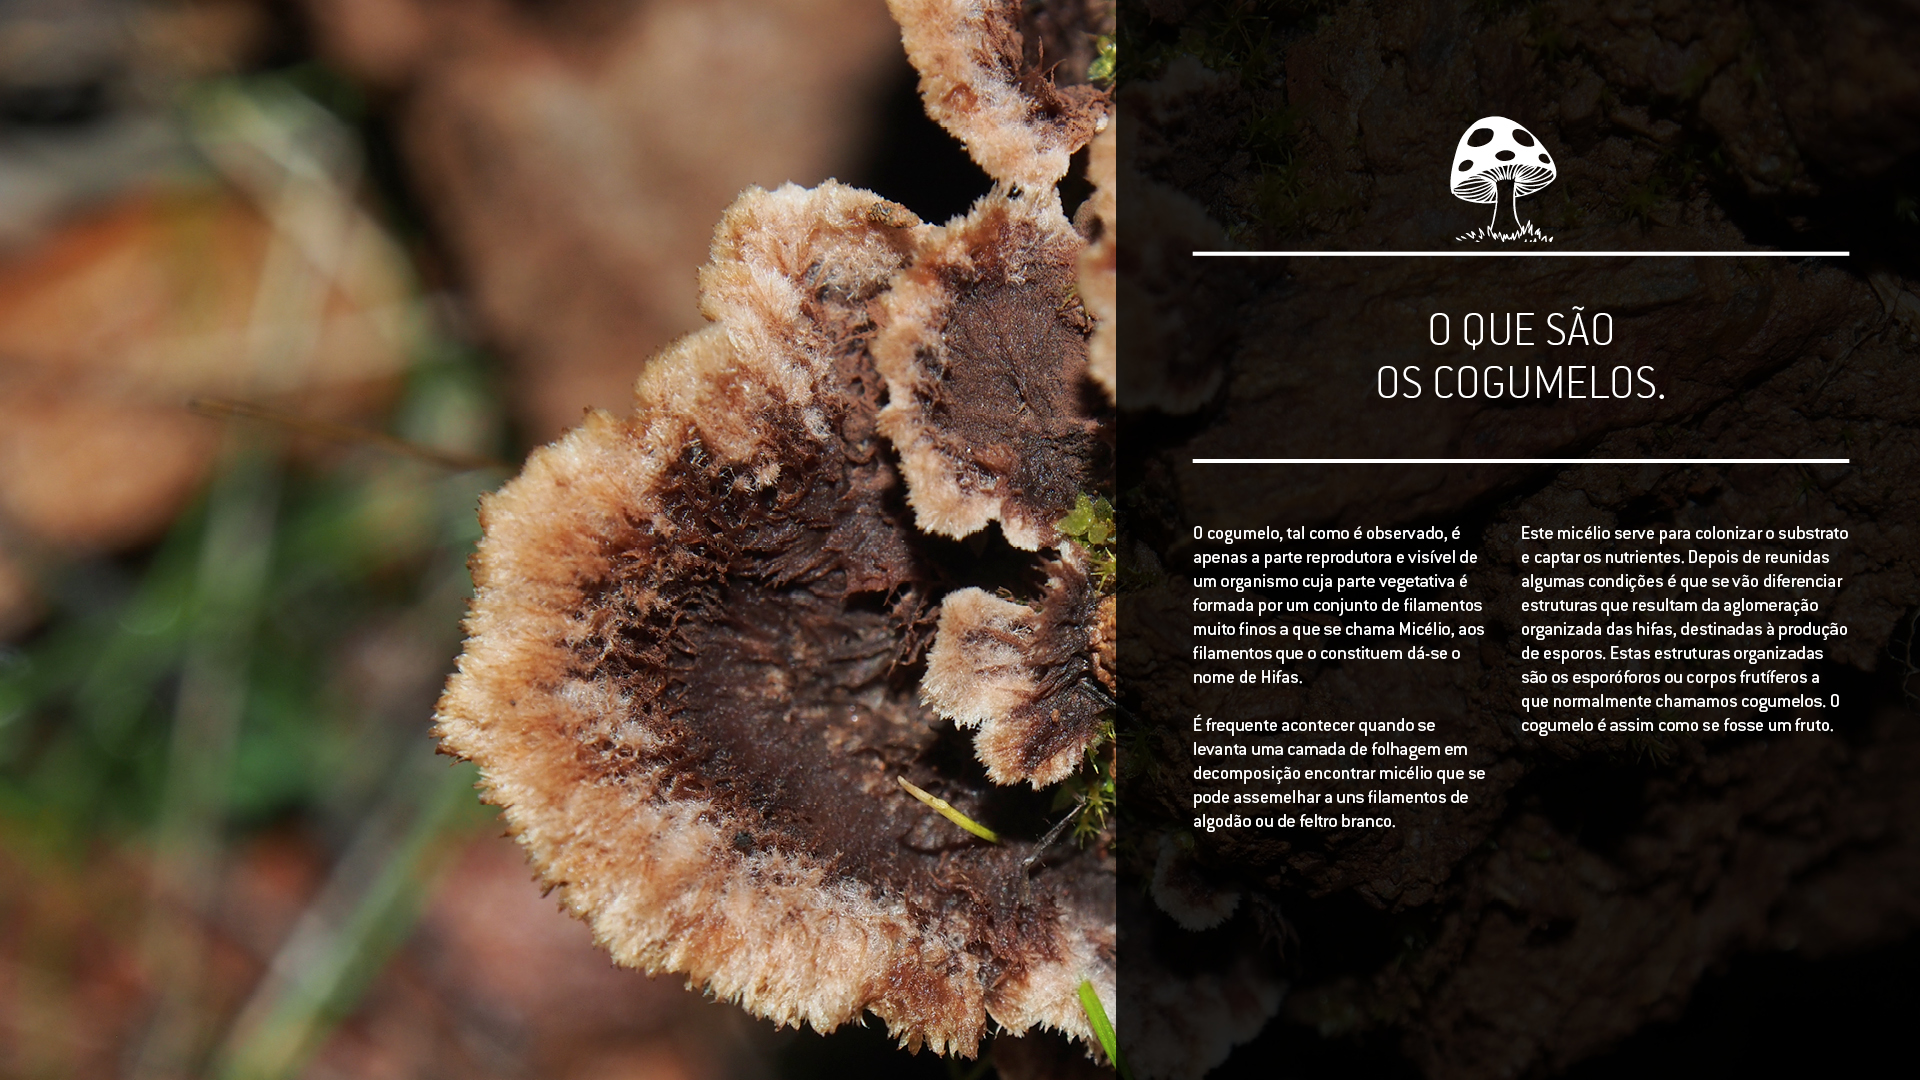 O QUE SÃO
OS COGUMELOS.
O cogumelo, tal como é observado, é
apenas a parte reprodutora e visível de
um organismo cuja parte vegetativa é
formada por um conjunto de filamentos
muito finos a que se chama Micélio, aos
filamentos que o constituem dá-se o
nome de Hifas.
É frequente acontecer quando se
levanta uma camada de folhagem em
decomposição encontrar micélio que se
pode assemelhar a uns filamentos de
algodão ou de feltro branco.
Este micélio serve para colonizar o substrato
e captar os nutrientes. Depois de reunidas
algumas condições é que se vão diferenciar
estruturas que resultam da aglomeração
organizada das hifas, destinadas à produção
de esporos. Estas estruturas organizadas
são os esporóforos ou corpos frutíferos a
que normalmente chamamos cogumelos. O
cogumelo é assim como se fosse um fruto.